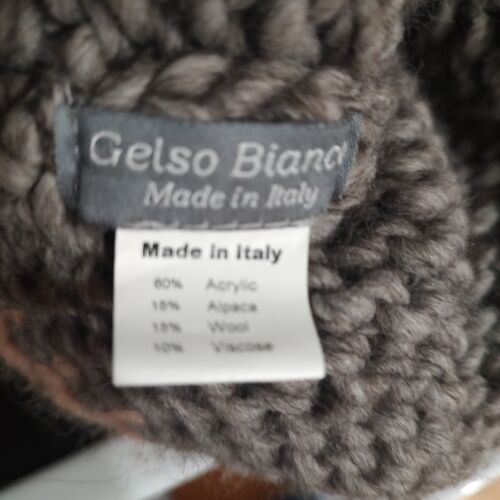 Gelso Bianc
Made in Italy
Made in Italy
60% Acrylic
15% Alpaca
15% Wool
10% Viscose